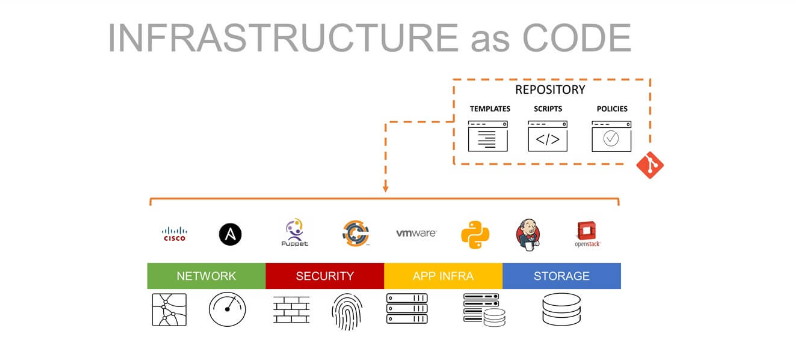 INFRASTRUCTURE as CODE
REPOSITORY
TEMPLATES SCRIPTS POLICIES
</>
CISCO A puppet vmware openstack
NETWORK SECURITY APP INFRA STORAGE